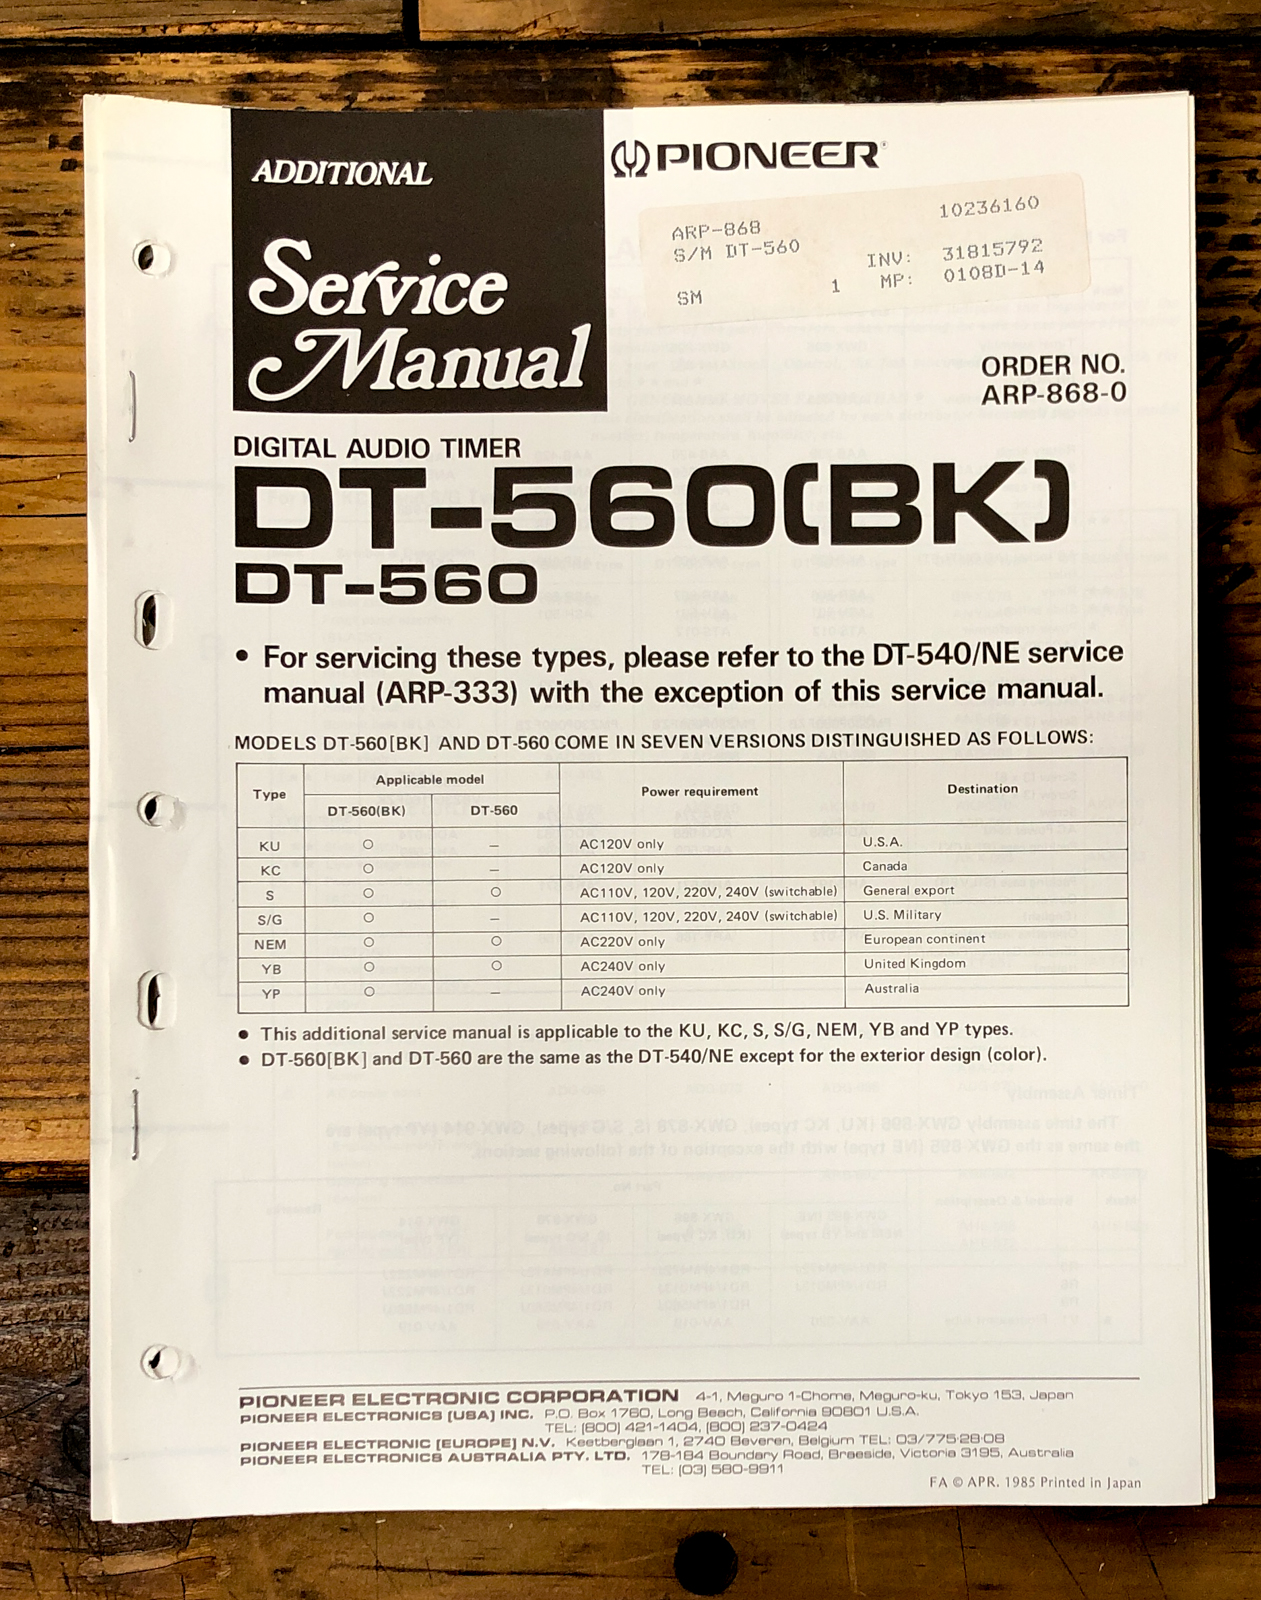 ADDITIONAL
Service
Manual
PIONEER®
10236160
ARP-868
S/M DT-560
INV: 31815792
SM 1 MP: 0108D-14
ORDER NO.
ARP-868-0
DIGITAL AUDIO TIMER
DT-560(BK)
DT-560
• For servicing these types, please refer to the DT-540/NE service
manual (ARP-333) with the exception of this service manual.
MODELS DT-560[BK] AND DT-560 COME IN SEVEN VERSIONS DISTINGUISHED AS FOLLOWS:
Type Applicable model Power requirement Destination
DT-560(BK) DT-560
KU ○ – AC120V only U.S.A.
KC ○ – AC120V only Canada
S ○ ○ AC110V, 120V, 220V, 240V (switchable) General export
S/G ○ – AC110V, 120V, 220V, 240V (switchable) U.S. Military
NEM ○ ○ AC220V only European continent
YB ○ ○ AC240V only United Kingdom
YP ○ – AC240V only Australia
• This additional service manual is applicable to the KU, KC, S, S/G, NEM, YB and YP types.
• DT-560[BK] and DT-560 are the same as the DT-540/NE except for the exterior design (color).
PIONEER ELECTRONIC CORPORATION 4-1, Meguro 1-Chome, Meguro-ku, Tokyo 153, Japan
PIONEER ELECTRONICS [USA] INC. P.O. Box 1760, Long Beach, California 90801 U.S.A.
TEL: [800] 421-1404, [800] 237-0424
PIONEER ELECTRONIC [EUROPE] N.V. Keetberglaan 1, 2740 Beveren, Belgium TEL: 03/775·28·08
PIONEER ELECTRONICS AUSTRALIA PTY. LTD. 178-184 Boundary Road, Braeside, Victoria 3195, Australia
TEL: [03] 580-9911
FA © APR. 1985 Printed in Japan